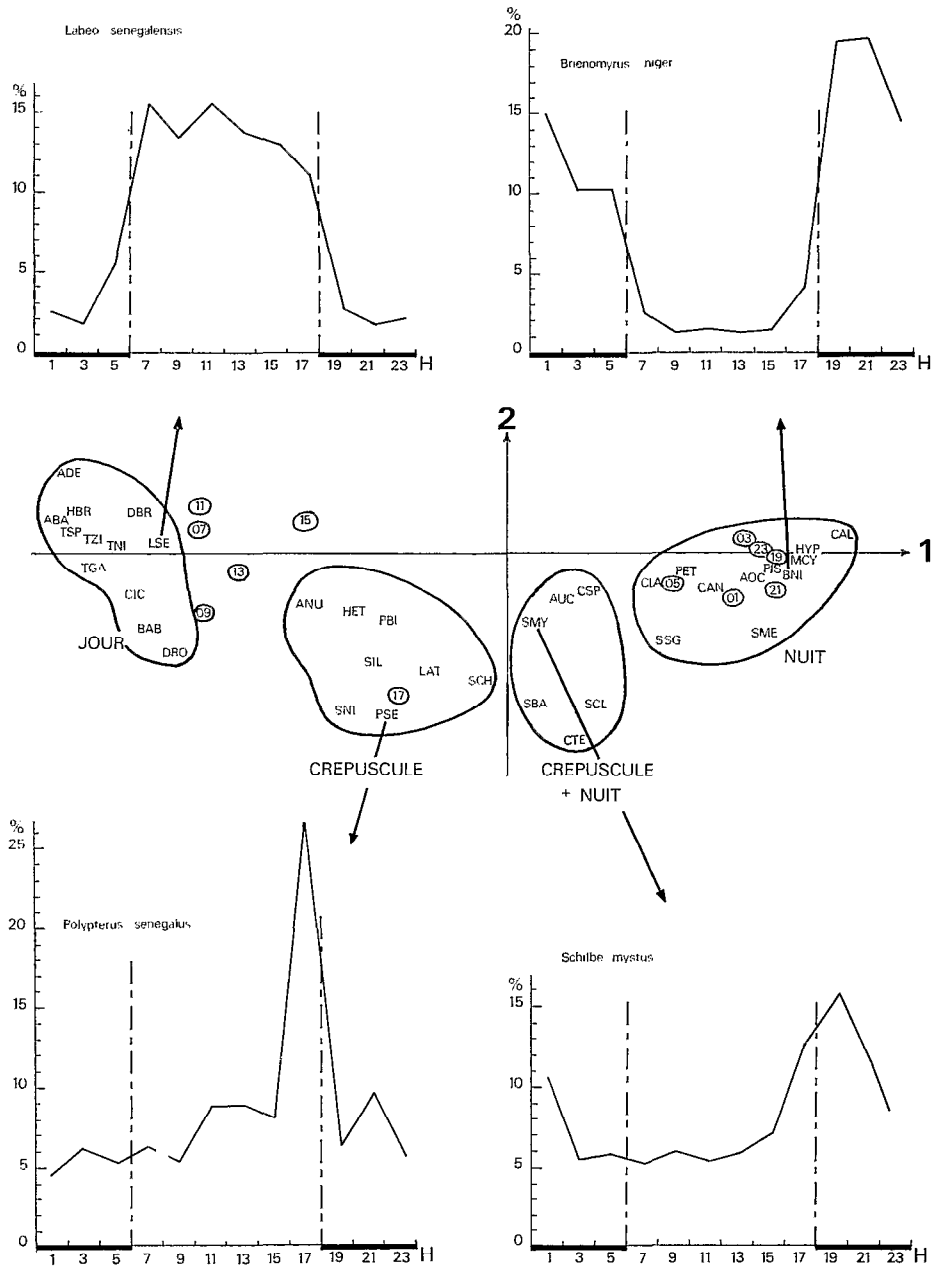 Labeo senegalensis
%
15
10
5
0
1 3 5 7 9 11 13 15 17 19 21 23 H
%
20
Brienomyrus niger
15
10
5
0
1 3 5 7 9 11 13 15 17 19 21 23 H
2
1
ADE
HBR
ABA
DBR
TSP
TZI
TNI
LSE
TGA
CIC
BAB
DRO
JOUR
11
07
15
13
09
ANU
HET
PBI
SIL
LAT
SCH
17
SNI
PSE
CREPUSCULE
AUC
CSP
SMY
SBA
SCL
CTE
CREPUSCULE
+ NUIT
CAL
03
23
HYP
19
MCY
PIS
BNI
CLA
05
PET
CAN
AOC
01
21
SSG
SME
NUIT
%
25
20
Polypterus senegalus
15
10
5
0
1 3 5 7 9 11 13 15 17 19 21 23 H
Schilbe mystus
%
15
10
5
0
1 3 5 7 9 11 13 15 17 19 21 23 H